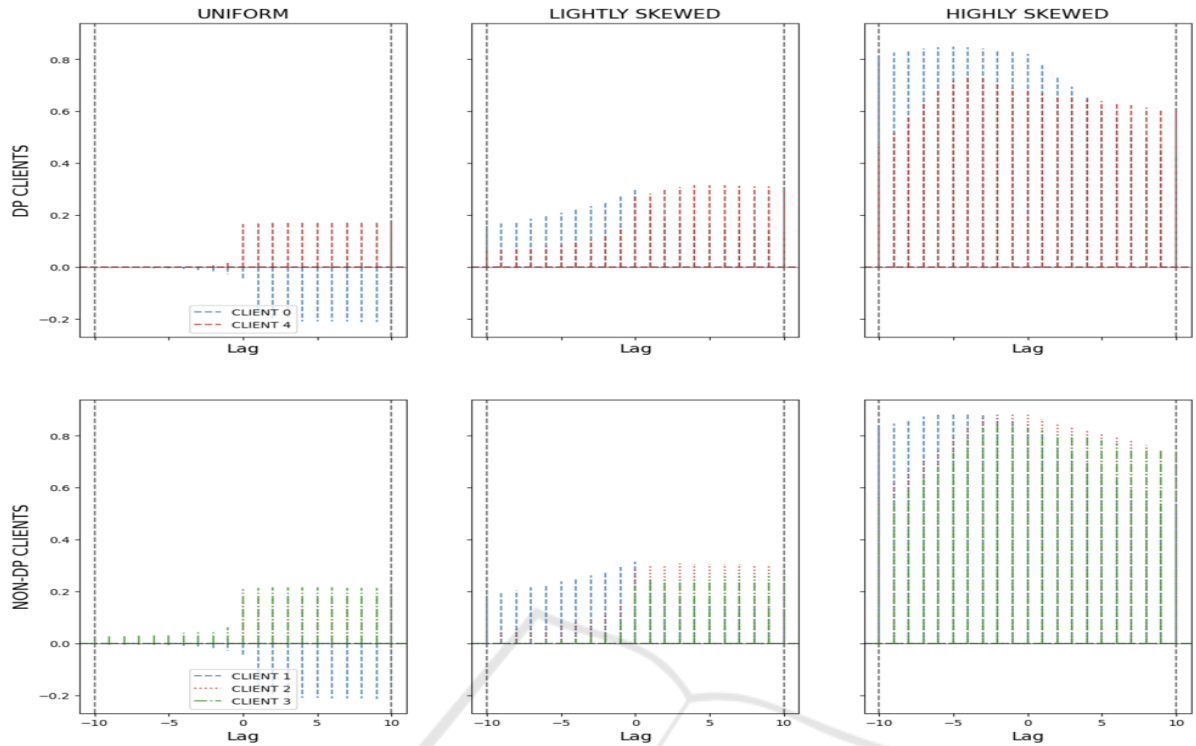 UNIFORM LIGHTLY SKEWED HIGHLY SKEWED
DP CLIENTS
0.8
0.6
0.4
0.2
0.0
−0.2
CLIENT 0
CLIENT 4
Lag Lag Lag
NON-DP CLIENTS
0.8
0.6
0.4
0.2
0.0
−0.2
CLIENT 1
CLIENT 2
CLIENT 3
−10 −5 0 5 10 −10 −5 0 5 10 −10 −5 0 5 10
Lag Lag Lag